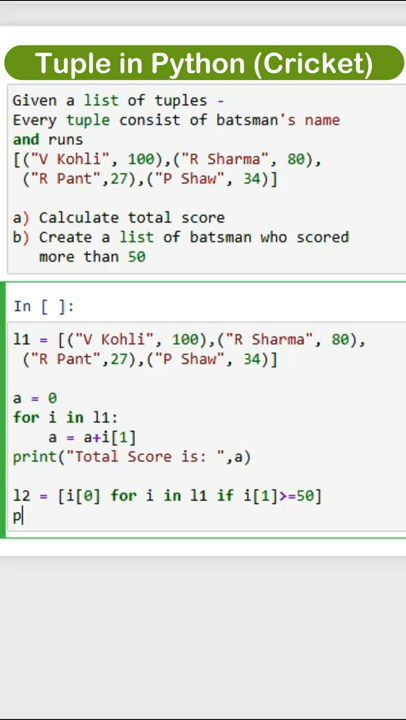 Tuple in Python (Cricket)
Given a list of tuples -
Every tuple consist of batsman's name
and runs
[("V Kohli", 100),("R Sharma", 80),
("R Pant",27),("P Shaw", 34)]
a) Calculate total score
b) Create a list of batsman who scored
more than 50
In [ ]:
l1 = [("V Kohli", 100),("R Sharma", 80),
("R Pant",27),("P Shaw", 34)]
a = 0
for i in l1:
a = a+i[1]
print("Total Score is: ",a)
l2 = [i[0] for i in l1 if i[1]>=50]
p